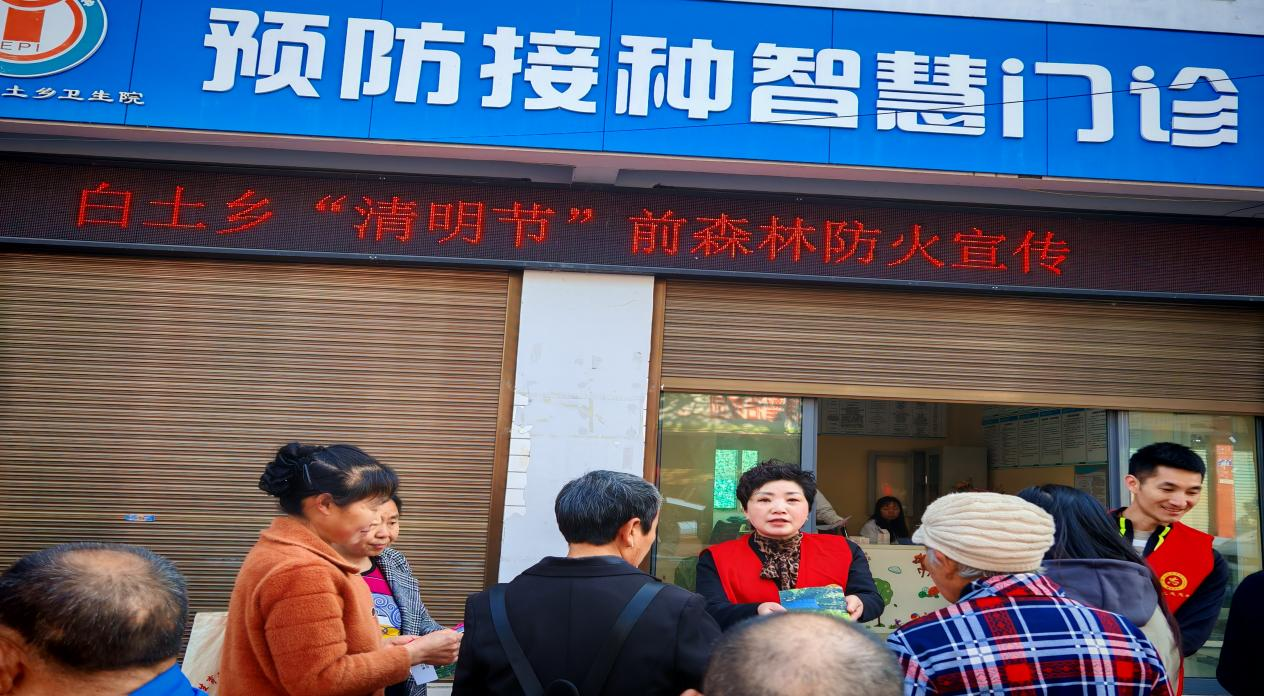 预防接种智慧门诊
EPI
土乡卫生院
白土乡“清明节”前森林防火宣传